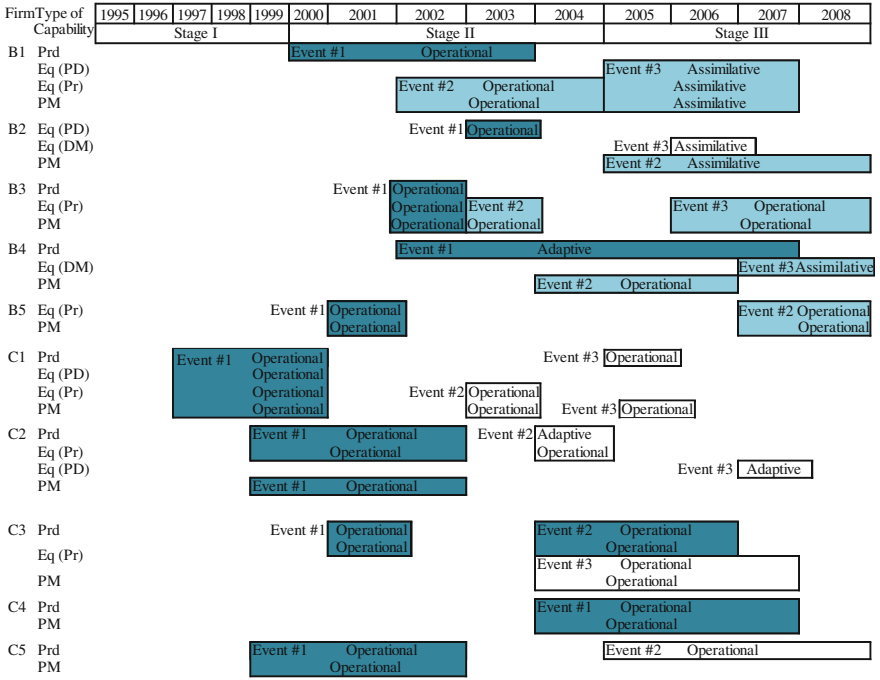 FirmType of 1995 1996 1997 1998 1999 2000 2001 2002 2003 2004 2005 2006 2007 2008
Capability Stage I Stage II Stage III
B1 Prd Event #1 Operational
Eq (PD) Event #3 Assimilative
Eq (Pr) Event #2 Operational Assimilative
PM Operational Assimilative
B2 Eq (PD) Event #1 Operational
Eq (DM) Event #3 Assimilative
PM Event #2 Assimilative
B3 Prd Event #1 Operational
Eq (Pr) Operational Event #2 Event #3 Operational
PM Operational Operational Operational
B4 Prd Event #1 Adaptive
Eq (DM) Event #3 Assimilative
PM Event #2 Operational
B5 Eq (Pr) Event #1 Operational Event #2 Operational
PM Operational Operational
C1 Prd Event #1 Operational Event #3 Operational
Eq (PD) Operational
Eq (Pr) Operational Event #2 Operational
PM Operational Operational Event #3 Operational
C2 Prd Event #1 Operational Event #2 Adaptive
Eq (Pr) Operational Operational
Eq (PD) Event #3 Adaptive
PM Event #1 Operational
C3 Prd Event #1 Operational Event #2 Operational
Operational Operational
Eq (Pr) Event #3 Operational
PM Operational
C4 Prd Event #1 Operational
PM Operational
C5 Prd Event #1 Operational Event #2 Operational
PM Operational